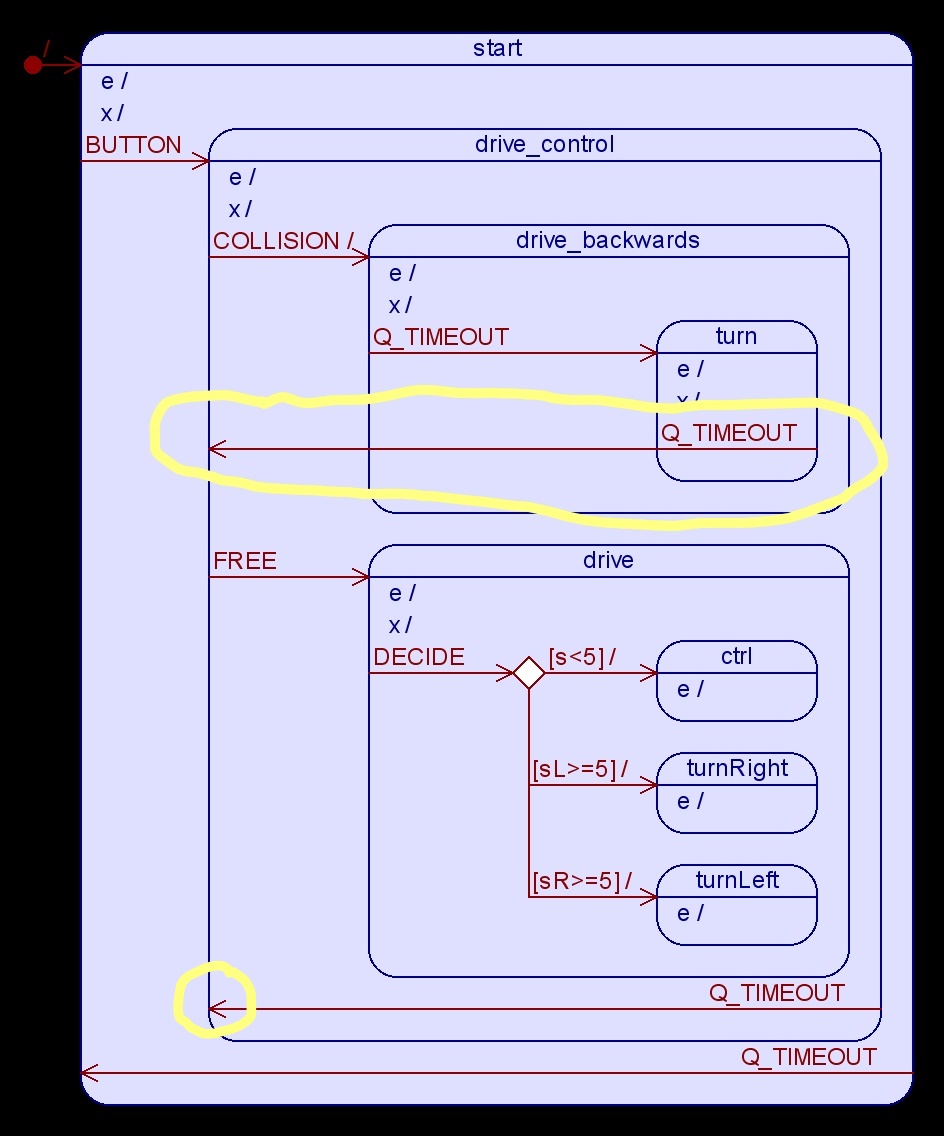 /
start
e /
x /
BUTTON
drive_control
e /
x /
COLLISION /
drive_backwards
e /
x /
Q_TIMEOUT
turn
e /
x /
Q_TIMEOUT
FREE
drive
e /
x /
DECIDE
[s<5] /
ctrl
e /
[sL>=5] /
turnRight
e /
[sR>=5] /
turnLeft
e /
Q_TIMEOUT
Q_TIMEOUT